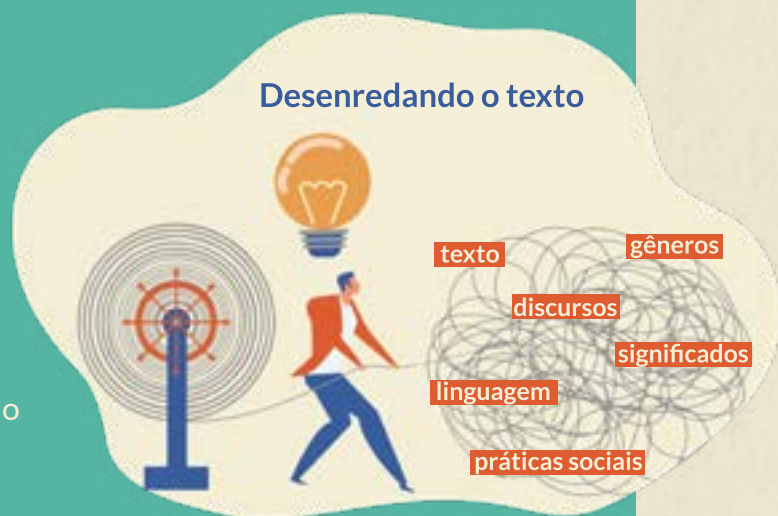 Desenredando o texto
texto
gêneros
discursos
significados
linguagem
práticas sociais
o